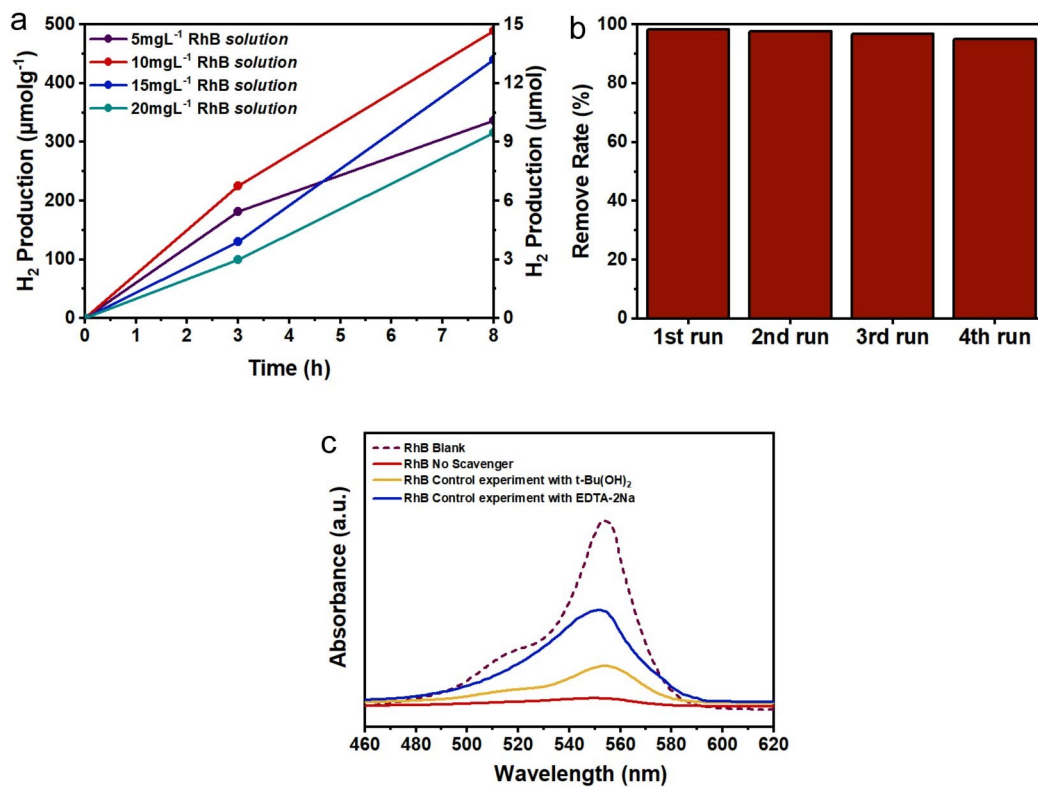 a
H₂ Production (μmolg⁻¹)
500
400
300
200
100
0
5mgL⁻¹ RhB solution
10mgL⁻¹ RhB solution
15mgL⁻¹ RhB solution
20mgL⁻¹ RhB solution
0 1 2 3 4 5 6 7 8
Time (h)
15
12
9
6
3
0
H₂ Production (μmol)
b
Remove Rate (%)
100
80
60
40
20
0
1st run 2nd run 3rd run 4th run
c
Absorbance (a.u.)
RhB Blank
RhB No Scavenger
RhB Control experiment with t-Bu(OH)₂
RhB Control experiment with EDTA-2Na
460 480 500 520 540 560 580 600 620
Wavelength (nm)